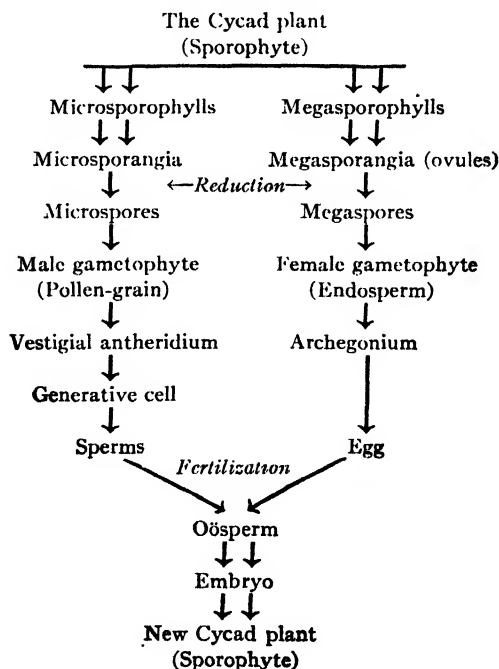 The Cycad plant
(Sporophyte)
Microsporophylls Megasporophylls
Microsporangia Megasporangia (ovules)
←Reduction→
Microspores Megaspores
Male gametophyte Female gametophyte
(Pollen-grain) (Endosperm)
Vestigial antheridium Archegonium
Generative cell
Sperms Egg
Fertilization
Oösperm
Embryo
New Cycad plant
(Sporophyte)